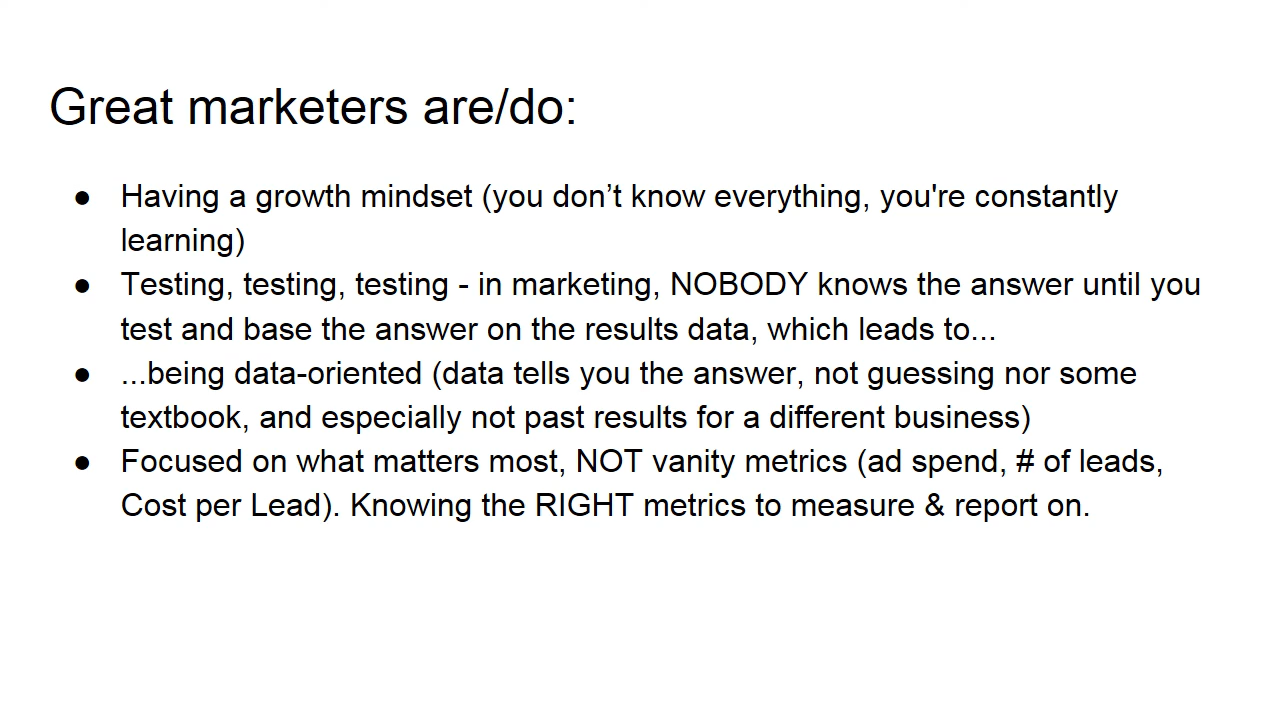 Great marketers are/do:
● Having a growth mindset (you don’t know everything, you're constantly
learning)
● Testing, testing, testing - in marketing, NOBODY knows the answer until you
test and base the answer on the results data, which leads to...
● ...being data-oriented (data tells you the answer, not guessing nor some
textbook, and especially not past results for a different business)
● Focused on what matters most, NOT vanity metrics (ad spend, # of leads,
Cost per Lead). Knowing the RIGHT metrics to measure & report on.